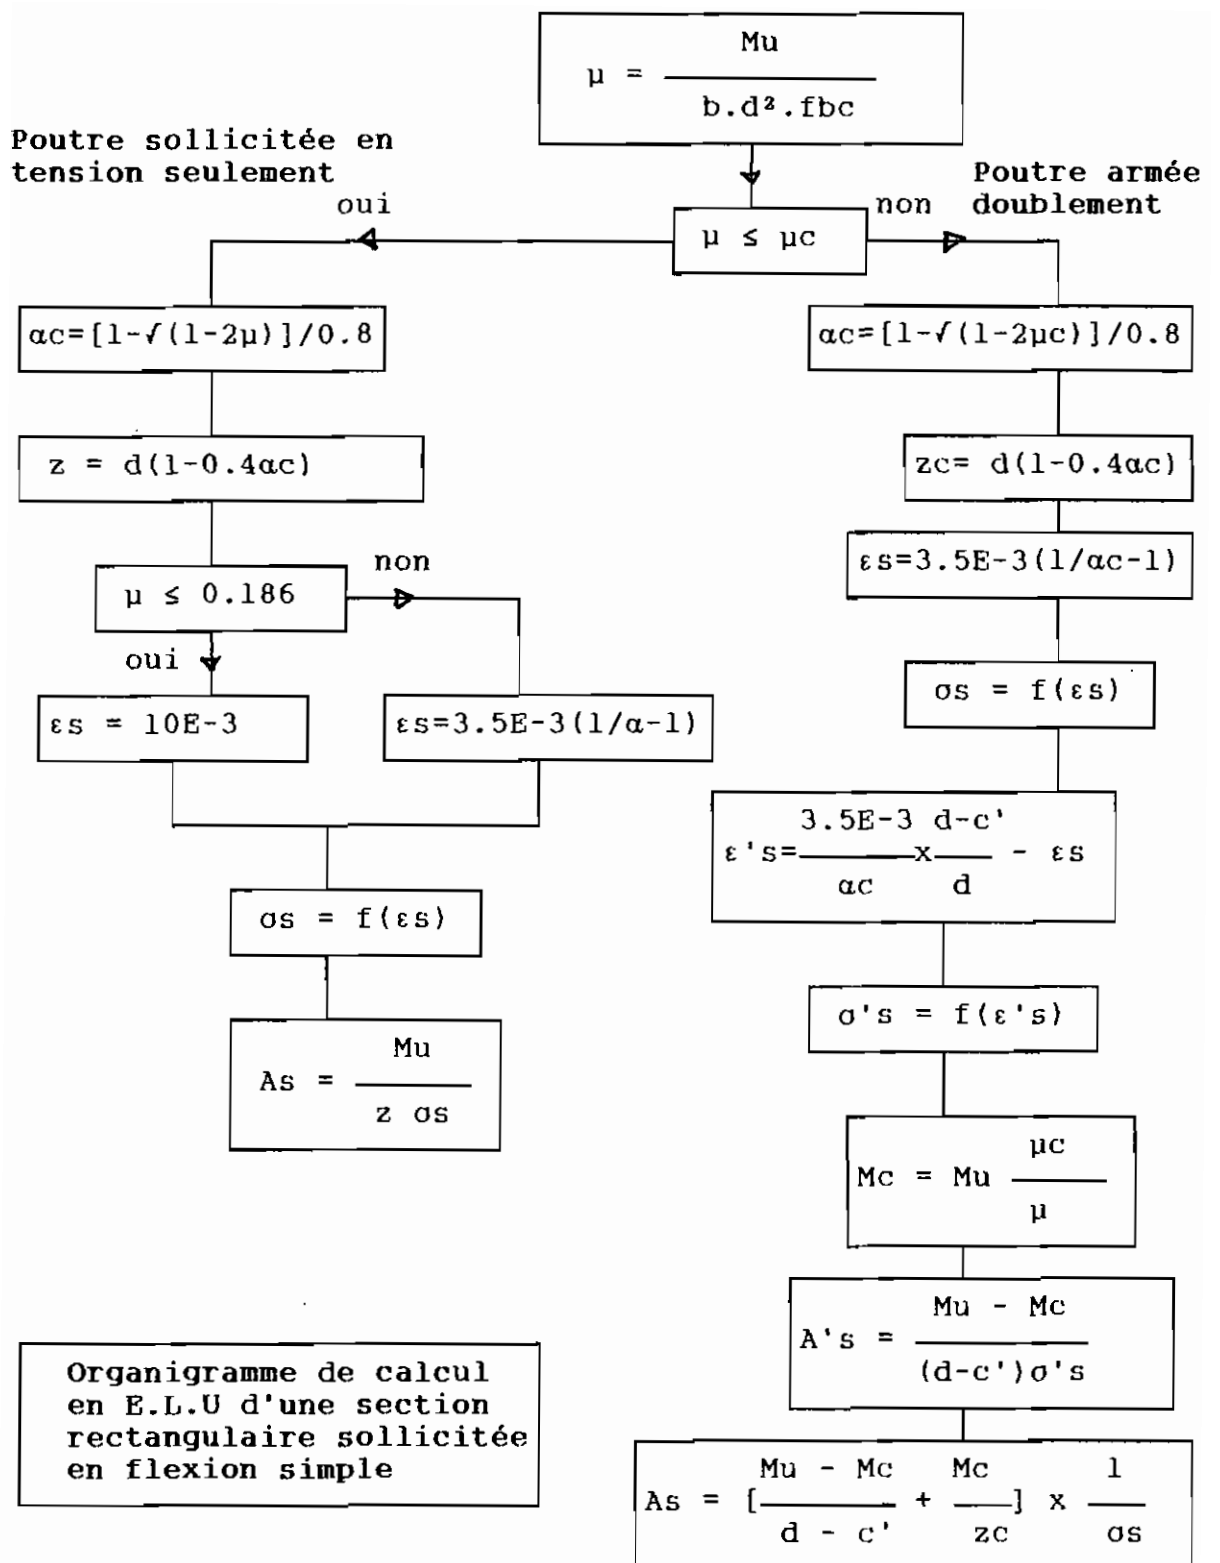 Mu
μ = ―――
b.d².fbc
Poutre sollicitée en
tension seulement
Poutre armée
doublement
oui
non
μ ≤ μc
αc=[1-√(1-2μ)]/0.8
z = d(1-0.4αc)
μ ≤ 0.186
non
oui
εs = 10E-3
εs=3.5E-3(1/α-1)
σs = f(εs)
Mu
As = ―――
z σs
αc=[1-√(1-2μc)]/0.8
zc= d(1-0.4αc)
εs=3.5E-3(1/αc-1)
σs = f(εs)
3.5E-3 d-c'
ε's=―――x――― - εs
αc d
σ's = f(ε's)
μc
Mc = Mu ―――
μ
Mu - Mc
A's = ―――
(d-c')σ's
Mu - Mc Mc 1
As = [――― + ―――] x ―――
d - c' zc σs
Organigramme de calcul
en E.L.U d'une section
rectangulaire sollicitée
en flexion simple